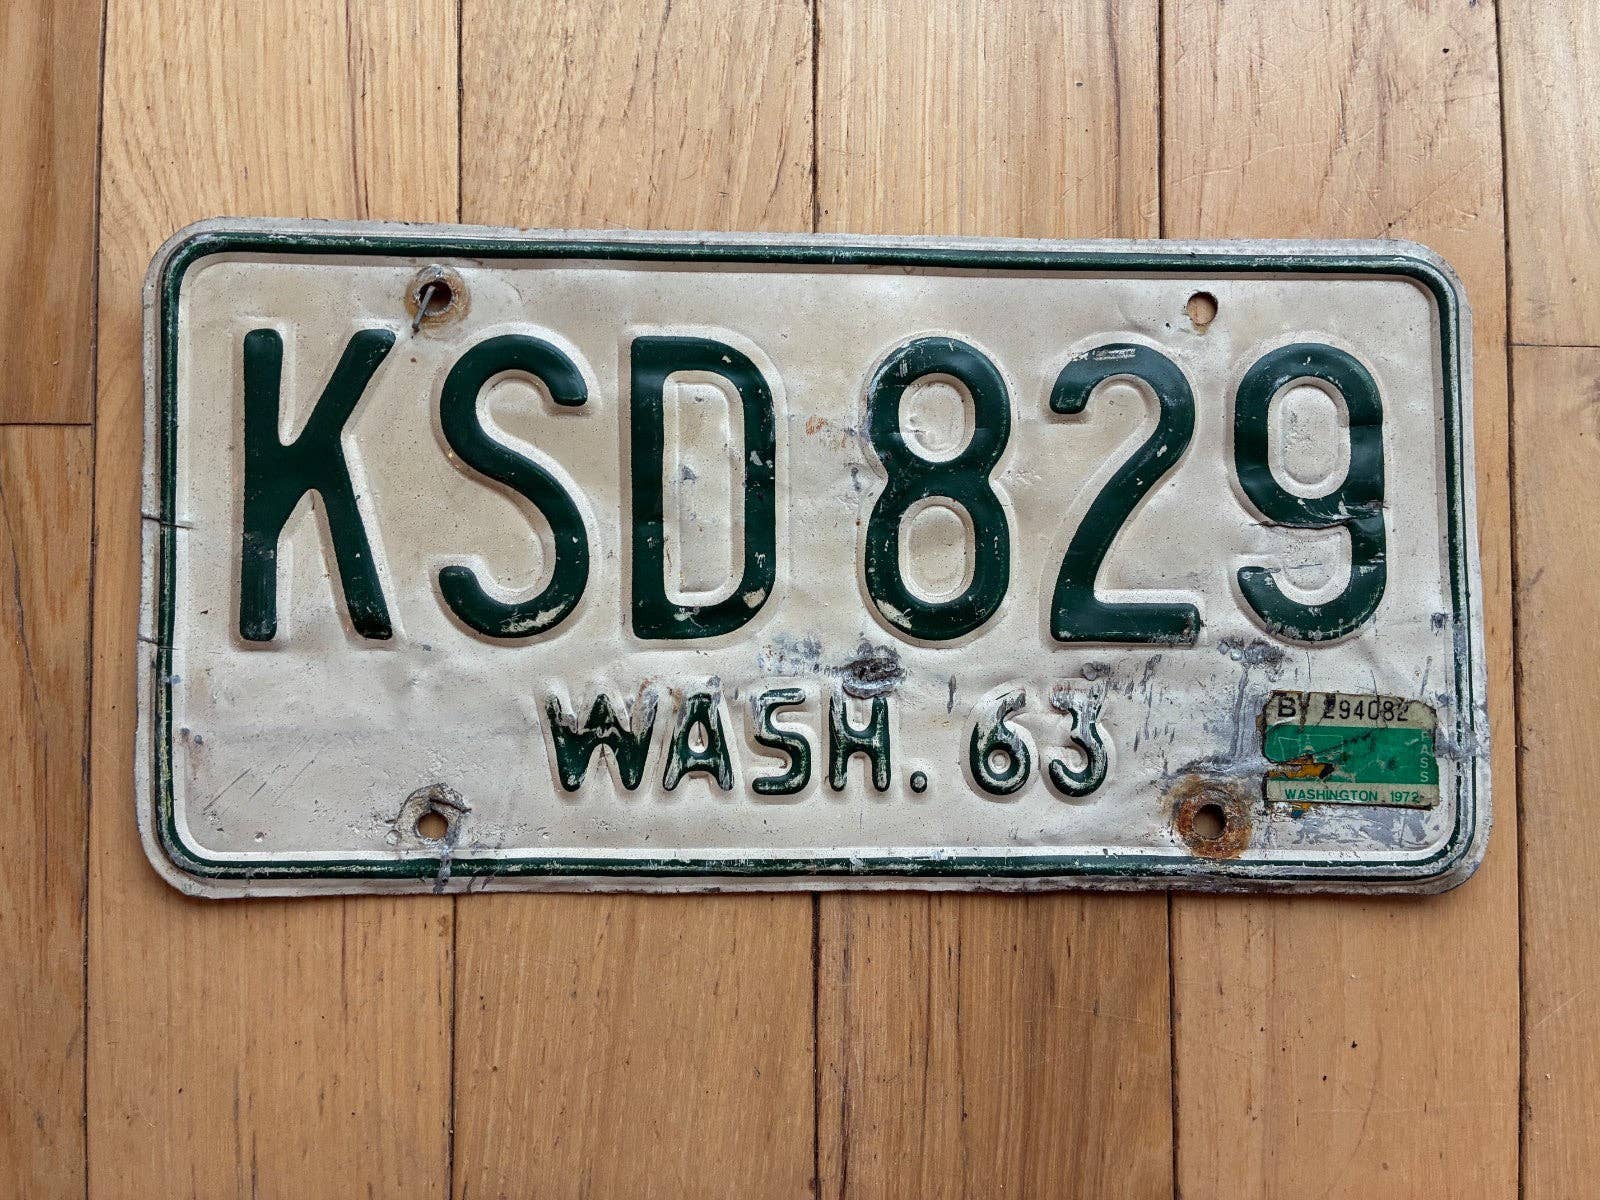 KSD 829
WASH. 63
B 294082
PASS
WASHINGTON 1972